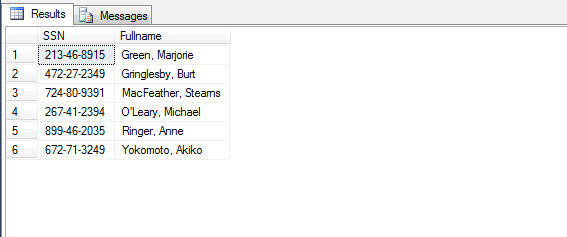 Results Messages
SSN Fullname
1 213-46-8915 Green, Marjorie
2 472-27-2349 Gringlesby, Burt
3 724-80-9391 MacFeather, Stearns
4 267-41-2394 O'Leary, Michael
5 899-46-2035 Ringer, Anne
6 672-71-3249 Yokomoto, Akiko